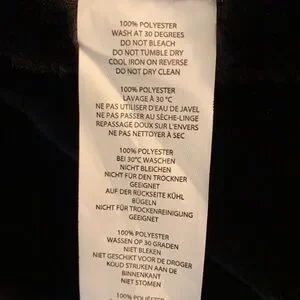 100% POLYESTER
WASH AT 30 DEGREES
DO NOT BLEACH
DO NOT TUMBLE DRY
COOL IRON ON REVERSE
DO NOT DRY CLEAN
100% POLYESTER
LAVAGE À 30 °C
NE PAS UTILISER D'EAU DE JAVEL
NE PAS PASSER AU SÈCHE-LINGE
REPASSAGE DOUX SUR L'ENVERS
NE PAS NETTOYER À SEC
100% POLYESTER
BEI 30°C WASCHEN
NICHT BLEICHEN
NICHT FÜR DEN TROCKNER
GEEIGNET
AUF DER RÜCKSEITE KÜHL
BÜGELN
NICHT FÜR TROCKENREINIGUNG
GEEIGNET
100% POLYESTER
WASSEN OP 30 GRADEN
NIET BLEKEN
NIET GESCHIKT VOOR DE DROGER
KOUD STRIJKEN AAN DE
BINNENKANT
NIET STOMEN
100% POLIÉSTER